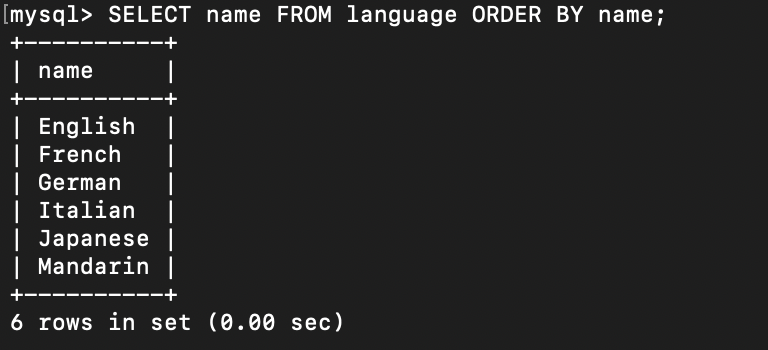 [mysql> SELECT name FROM language ORDER BY name;
+----------+
| name     |
+----------+
| English  |
| French   |
| German   |
| Italian  |
| Japanese |
| Mandarin |
+----------+
6 rows in set (0.00 sec)